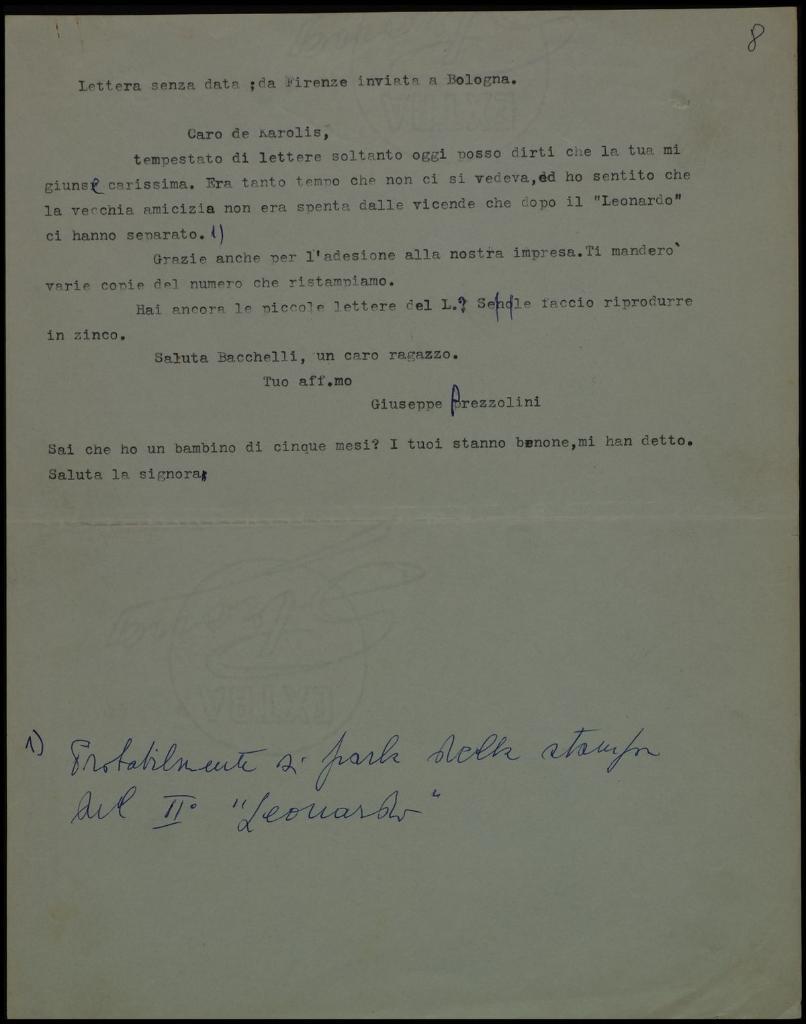 8
Lettera senza data ;da Firenze inviata a Bologna.
Caro de Karolis,
tempestato di lettere soltanto oggi posso dirti che la tua mi
giunse carissima. Era tanto tempo che non ci si vedeva,ed ho sentito che
la vecchia amicizia non era spenta dalle vicende che dopo il "Leonardo"
ci hanno separato. 1)
Grazie anche per l'adesione alla nostra impresa.Ti mandero`
varie copie del numero che ristampiamo.
Hai ancora le piccole lettere del L.? Se le faccio riprodurre
in zinco.
Saluta Bacchelli, un caro ragazzo.
Tuo aff.mo
Giuseppe Prezzolini
Sai che ho un bambino di cinque mesi? I tuoi stanno benone,mi han detto.
Saluta la signora
1) Probabilmente si parla della stampa
del II° "Leonardo"